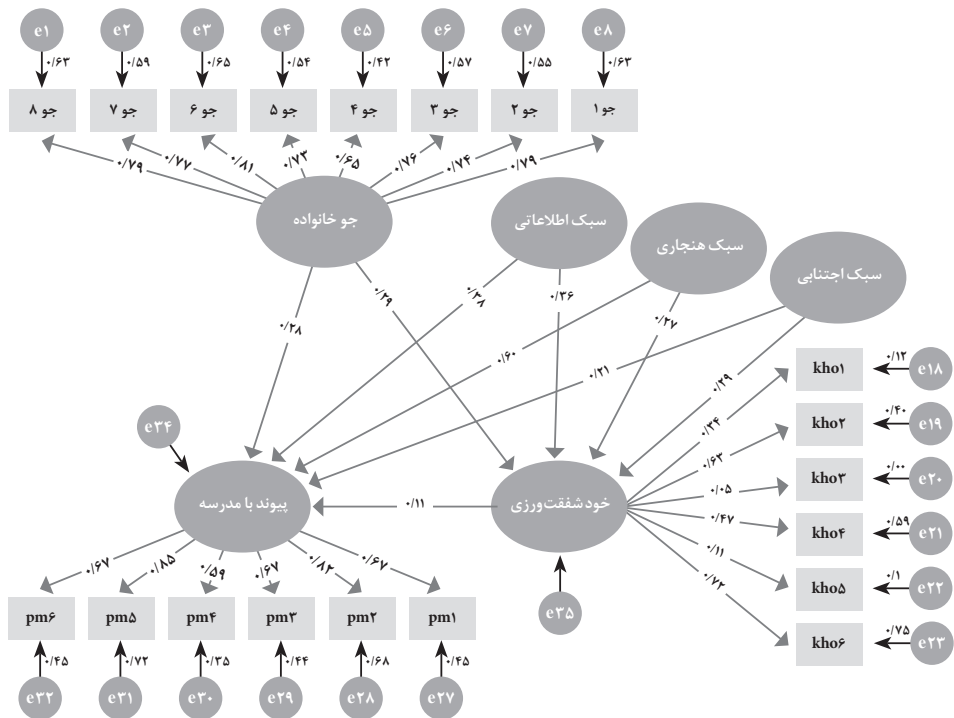 e۱ e۲ e۳ e۴ e۵ e۶ e۷ e۸
۰/۶۳ ۰/۵۹ ۰/۶۵ ۰/۵۴ ۰/۴۲ ۰/۵۷ ۰/۵۵ ۰/۶۳
جو ۸ جو ۷ جو ۶ جو ۵ جو ۴ جو ۳ جو ۲ جو ۱
۰/۷۹ ۰/۷۷ ۰/۸۱ ۰/۷۳ ۰/۶۵ ۰/۷۶ ۰/۷۴ ۰/۷۹
جو خانواده
سبک اطلاعاتی
سبک هنجاری
سبک اجتنابی
۰/۲۸ ۰/۲۹ ۰/۲۸ ۰/۳۶ ۰/۲۷
۰/۶۰ ۰/۲۱ ۰/۲۹
kho۱ ۰/۱۲ e۱۸
kho۲ ۰/۴۰ e۱۹
kho۳ ۰/۰۰ e۲۰
kho۴ ۰/۵۹ e۲۱
kho۵ ۰/۱ e۲۲
kho۶ ۰/۷۵ e۲۳
۰/۳۴
۰/۶۳
۰/۰۵
۰/۴۷
۰/۱۱
۰/۷۲
e۳۴
پیوند با مدرسه
۰/۱۱
خود شفقت‌ورزی
e۳۵
۰/۶۷ ۰/۸۵ ۰/۵۹ ۰/۶۷ ۰/۸۲ ۰/۶۷
pm۶ pm۵ pm۴ pm۳ pm۲ pm۱
۰/۴۵ ۰/۷۲ ۰/۳۵ ۰/۴۴ ۰/۶۸ ۰/۴۵
e۳۲ e۳۱ e۳۰ e۲۹ e۲۸ e۲۷